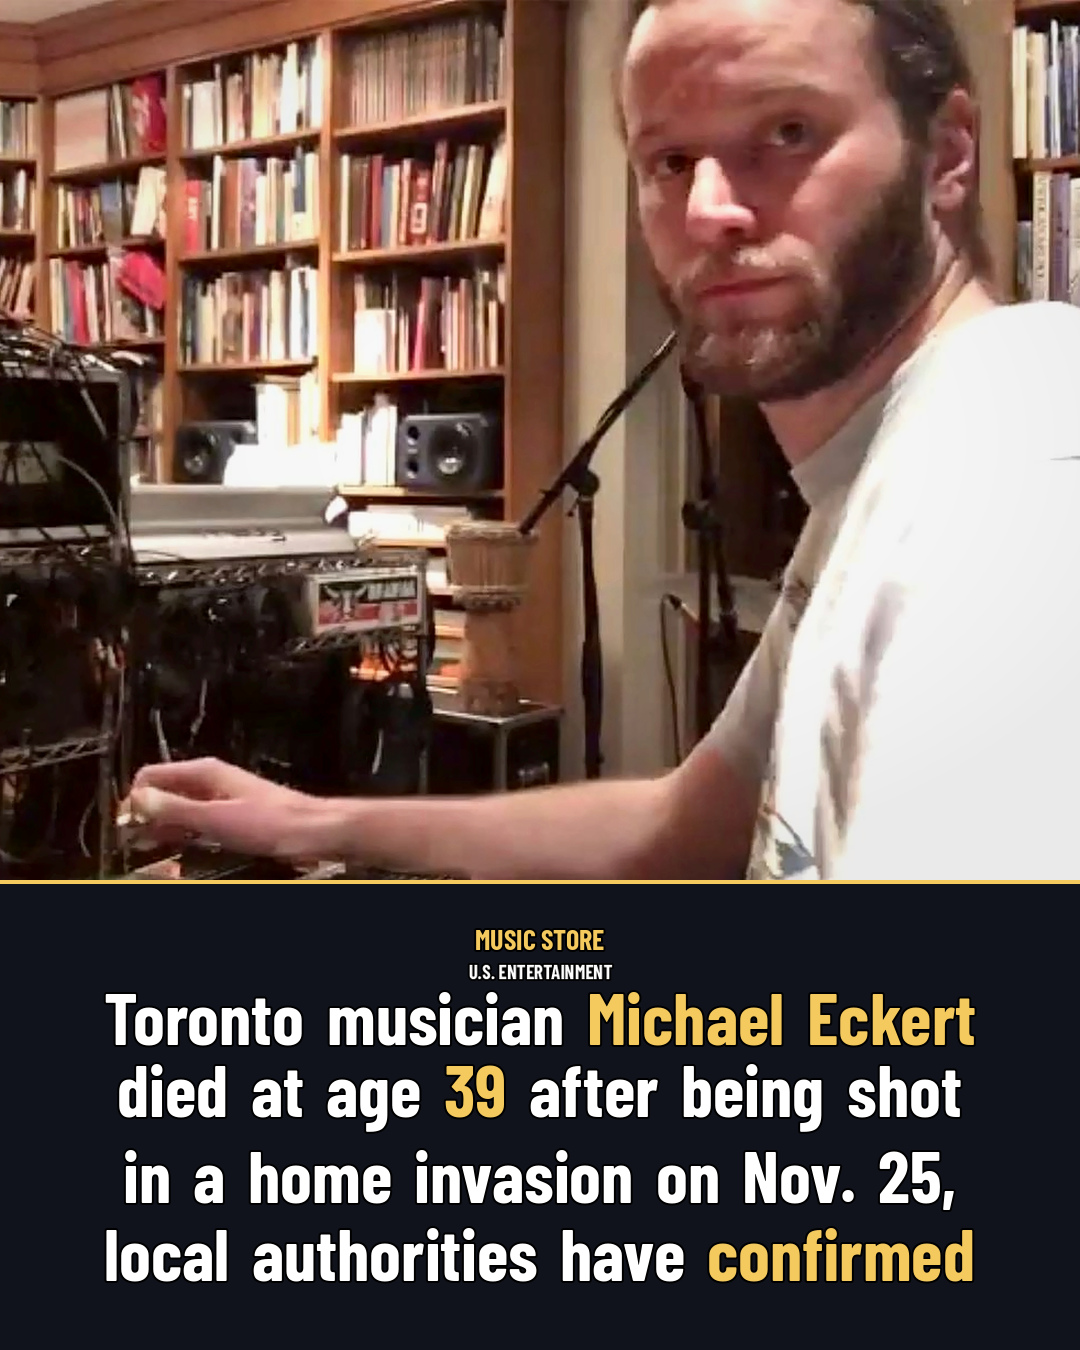 MUSIC STORE
U.S. ENTERTAINMENT
Toronto musician Michael Eckert
died at age 39 after being shot
in a home invasion on Nov. 25,
local authorities have confirmed